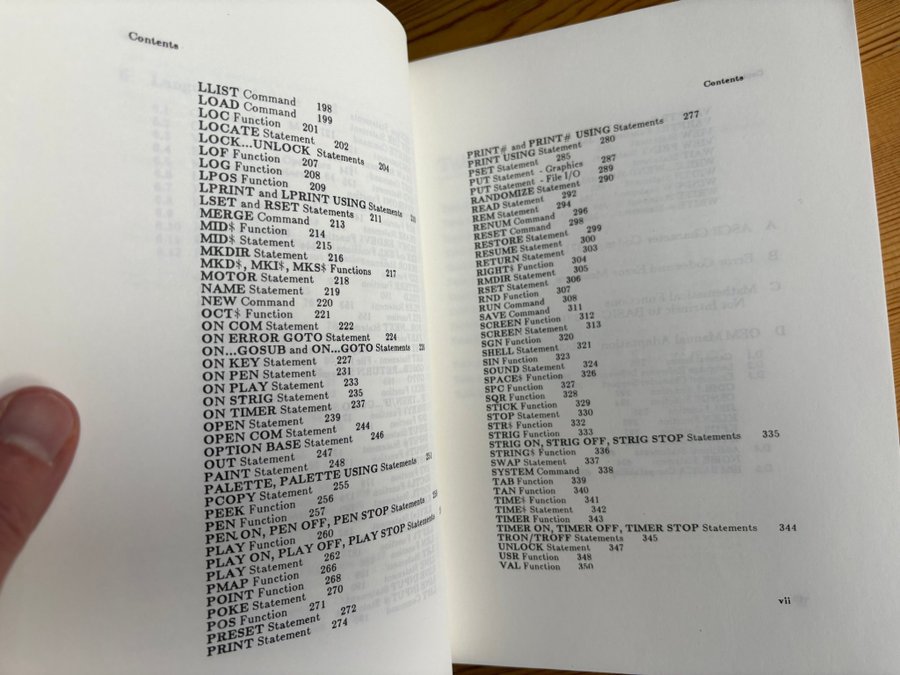 Contents
LLIST Command 198
LOAD Command 199
LOC Function 201
LOCATE Statement 202
LOCK...UNLOCK Statements 204
LOF Function 207
LOG Function 208
LPOS Function 209
LPRINT and LPRINT USING Statements
LSET and RSET Statements 211
MERGE Command 213
MID$ Function 214
MID$ Statement 215
MKDIR Statement 216
MKD$, MKI$, MKS$ Functions 217
MOTOR Statement 218
NAME Statement 219
NEW Command 220
OCT$ Function 221
ON COM Statement 222
ON ERROR GOTO Statement 224
ON...GOSUB and ON...GOTO Statements
ON KEY Statement 227
ON PEN Statement 231
ON PLAY Statement 233
ON STRIG Statement 235
ON TIMER Statement 237
OPEN Statement 239
OPEN COM Statement 244
OPTION BASE Statement 246
OUT Statement 247
PAINT Statement 248
PALETTE, PALETTE USING Statements
PCOPY Statement 255
PEEK Function 256
PEN Function 257
PEN ON, PEN OFF, PEN STOP Statements
PLAY Function 260
PLAY ON, PLAY OFF, PLAY STOP Statements
PLAY Statement 262
PMAP Function 266
POINT Function 268
POKE Statement 270
POS Function 271
PRESET Statement 272
PRINT Statement 274
Contents
PRINT# and PRINT# USING Statements 277
PRINT USING Statement 280
PSET Statement 285
PUT Statement - Graphics 287
PUT Statement - File I/O 289
RANDOMIZE Statement 290
READ Statement 292
REM Statement 294
RENUM Command 296
RESET Command 298
RESTORE Statement 299
RESUME Statement 300
RETURN Statement 303
RIGHT$ Function 304
RMDIR Statement 305
RSET Statement 306
RND Function 307
RUN Command 308
SAVE Command 311
SCREEN Function 312
SCREEN Statement 313
SGN Function 320
SHELL Statement 321
SIN Function 323
SOUND Statement 324
SPACE$ Function 326
SPC Function 327
SQR Function 328
STICK Function 329
STOP Statement 330
STR$ Function 332
STRIG Function 333
STRIG ON, STRIG OFF, STRIG STOP Statements 335
STRING$ Function 336
SWAP Statement 337
SYSTEM Command 338
TAB Function 339
TAN Function 340
TIME$ Function 341
TIME$ Statement 342
TIMER Function 343
TIMER ON, TIMER OFF, TIMER STOP Statements 344
TRON/TROFF Statements 345
UNLOCK Statement 347
USR Function 348
VAL Function 350
vii